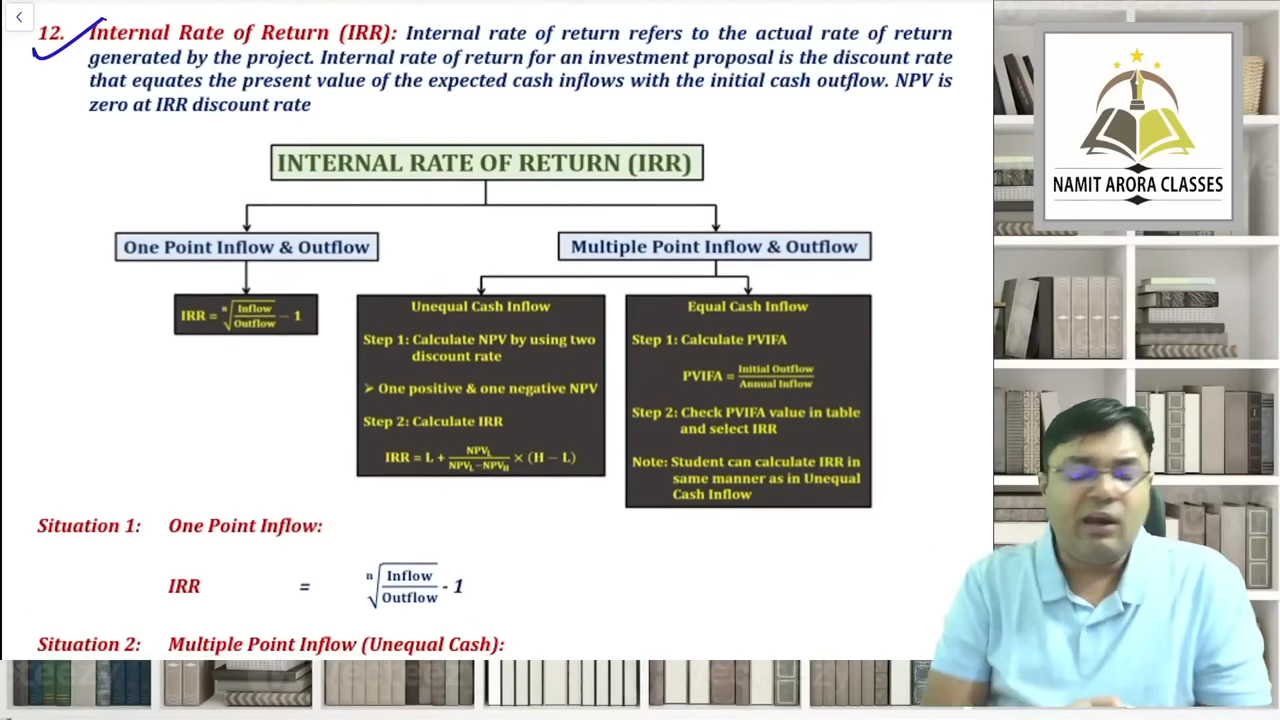 12. Internal Rate of Return (IRR): Internal rate of return refers to the actual rate of return
generated by the project. Internal rate of return for an investment proposal is the discount rate
that equates the present value of the expected cash inflows with the initial cash outflow. NPV is
zero at IRR discount rate
INTERNAL RATE OF RETURN (IRR)
One Point Inflow & Outflow
Multiple Point Inflow & Outflow
IRR = ⁿ√(Inflow/Outflow) − 1
Unequal Cash Inflow
Step 1: Calculate NPV by using two
discount rate
➢ One positive & one negative NPV
Step 2: Calculate IRR
IRR = L + NPV_L/(NPV_L − NPV_H) × (H − L)
Equal Cash Inflow
Step 1: Calculate PVIFA
PVIFA = Initial Outflow/Annual Inflow
Step 2: Check PVIFA value in table
and select IRR
Note: Student can calculate IRR in
same manner as in Unequal
Cash Inflow
Situation 1: One Point Inflow:
IRR = ⁿ√(Inflow/Outflow) - 1
Situation 2: Multiple Point Inflow (Unequal Cash):
NAMIT ARORA CLASSES